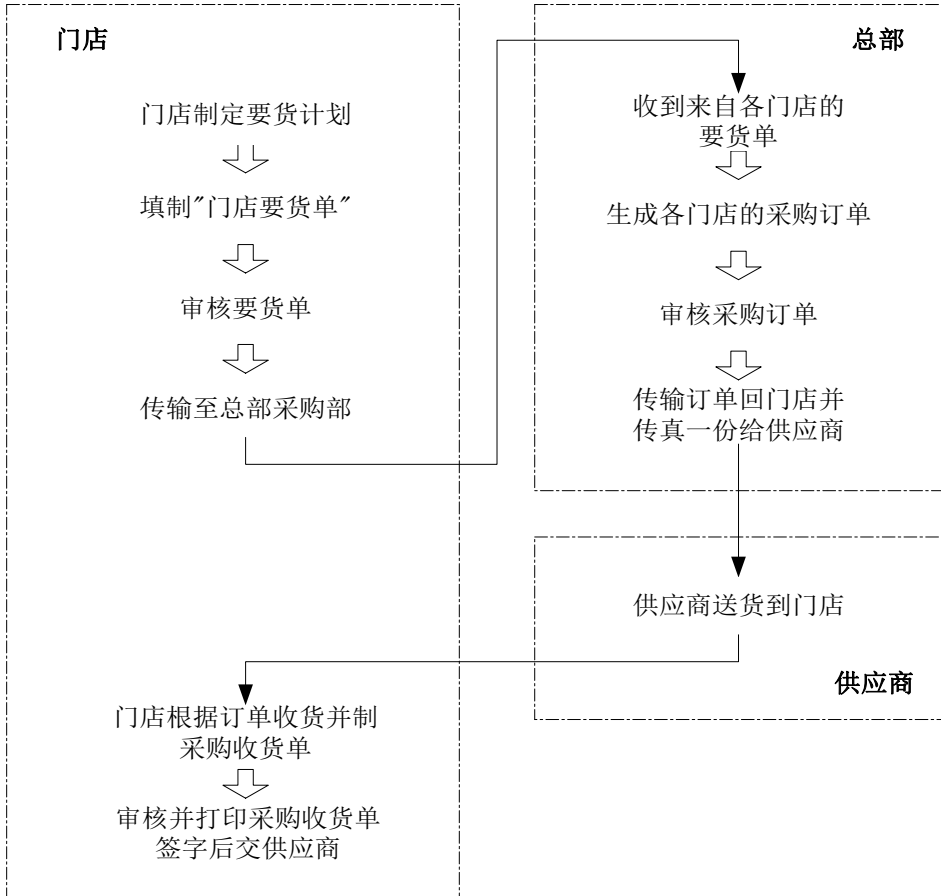 门店
门店制定要货计划
填制"门店要货单"
审核要货单
传输至总部采购部
总部
收到来自各门店的
要货单
生成各门店的采购订单
审核采购订单
传输订单回门店并
传真一份给供应商
供应商送货到门店
供应商
门店根据订单收货并制
采购收货单
审核并打印采购收货单
签字后交供应商